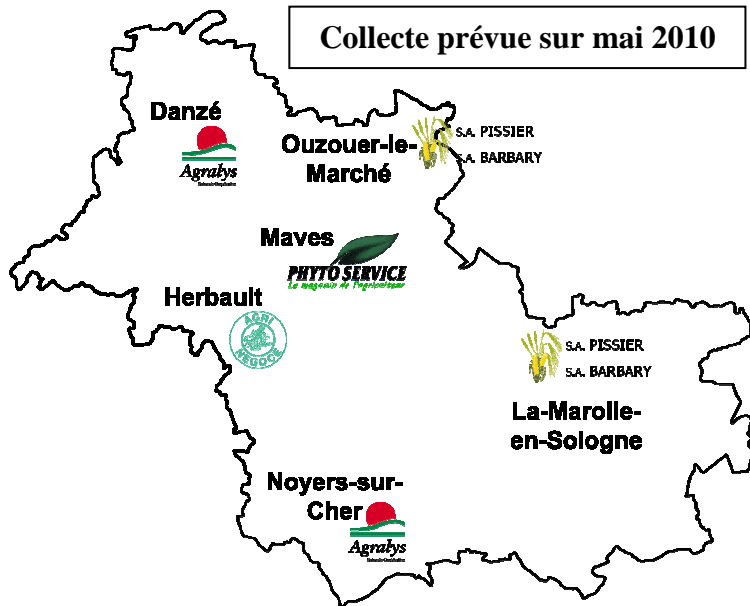 Collecte prévue sur mai 2010
Danzé
Agralys
Ouzouer-le-
Marché
S.A. PISSIER
S.A. BARBARY
Maves
PHYTO SERVICE
Le magasin de l'agriculteur
Herbault
AGRI
NEGOCE
S.A. PISSIER
S.A. BARBARY
La-Marolle-
en-Sologne
Noyers-sur-
Cher
Agralys